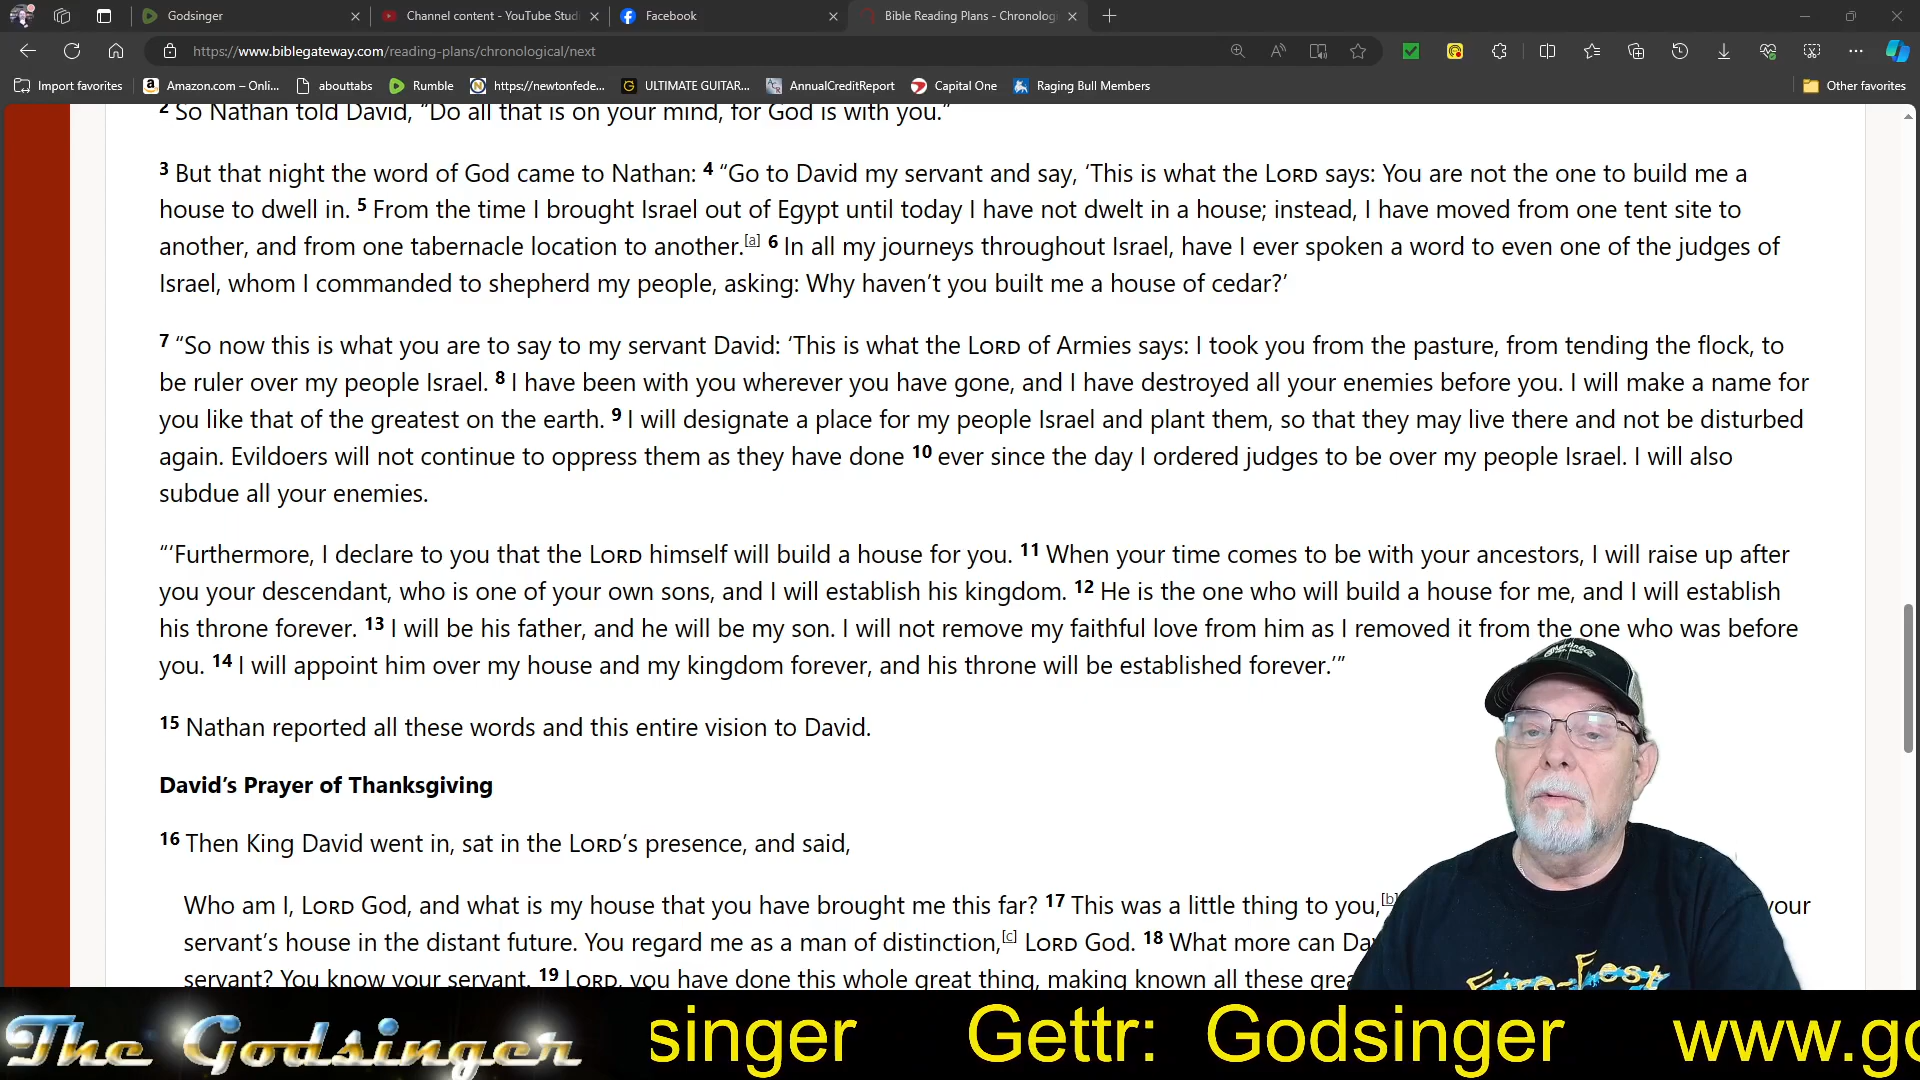 Godsinger
Channel content - YouTube Stud
Facebook
Bible Reading Plans - Chronolog
https://www.biblegateway.com/reading-plans/chronological/next
Import favorites
Amazon.com – Onli...
abouttabs
Rumble
https://newtonfede...
ULTIMATE GUITAR...
AnnualCreditReport
Capital One
Raging Bull Members
Other favorites
2 So Nathan told David, “Do all that is on your mind, for God is with you.”
3 But that night the word of God came to Nathan: 4 “Go to David my servant and say, ‘This is what the LORD says: You are not the one to build me a
house to dwell in. 5 From the time I brought Israel out of Egypt until today I have not dwelt in a house; instead, I have moved from one tent site to
another, and from one tabernacle location to another.[a] 6 In all my journeys throughout Israel, have I ever spoken a word to even one of the judges of
Israel, whom I commanded to shepherd my people, asking: Why haven’t you built me a house of cedar?’
7 “So now this is what you are to say to my servant David: ‘This is what the LORD of Armies says: I took you from the pasture, from tending the flock, to
be ruler over my people Israel. 8 I have been with you wherever you have gone, and I have destroyed all your enemies before you. I will make a name for
you like that of the greatest on the earth. 9 I will designate a place for my people Israel and plant them, so that they may live there and not be disturbed
again. Evildoers will not continue to oppress them as they have done 10 ever since the day I ordered judges to be over my people Israel. I will also
subdue all your enemies.
“‘Furthermore, I declare to you that the LORD himself will build a house for you. 11 When your time comes to be with your ancestors, I will raise up after
you your descendant, who is one of your own sons, and I will establish his kingdom. 12 He is the one who will build a house for me, and I will establish
his throne forever. 13 I will be his father, and he will be my son. I will not remove my faithful love from him as I removed it from the one who was before
you. 14 I will appoint him over my house and my kingdom forever, and his throne will be established forever.’”
15 Nathan reported all these words and this entire vision to David.
David’s Prayer of Thanksgiving
16 Then King David went in, sat in the LORD’s presence, and said,
Who am I, LORD God, and what is my house that you have brought me this far? 17 This was a little thing to you,[b] your
servant’s house in the distant future. You regard me as a man of distinction,[c] LORD God. 18 What more can Da
servant? You know your servant. 19 LORD, you have done this whole great thing, making known all these grea
The Godsinger
singer Gettr: Godsinger www.go